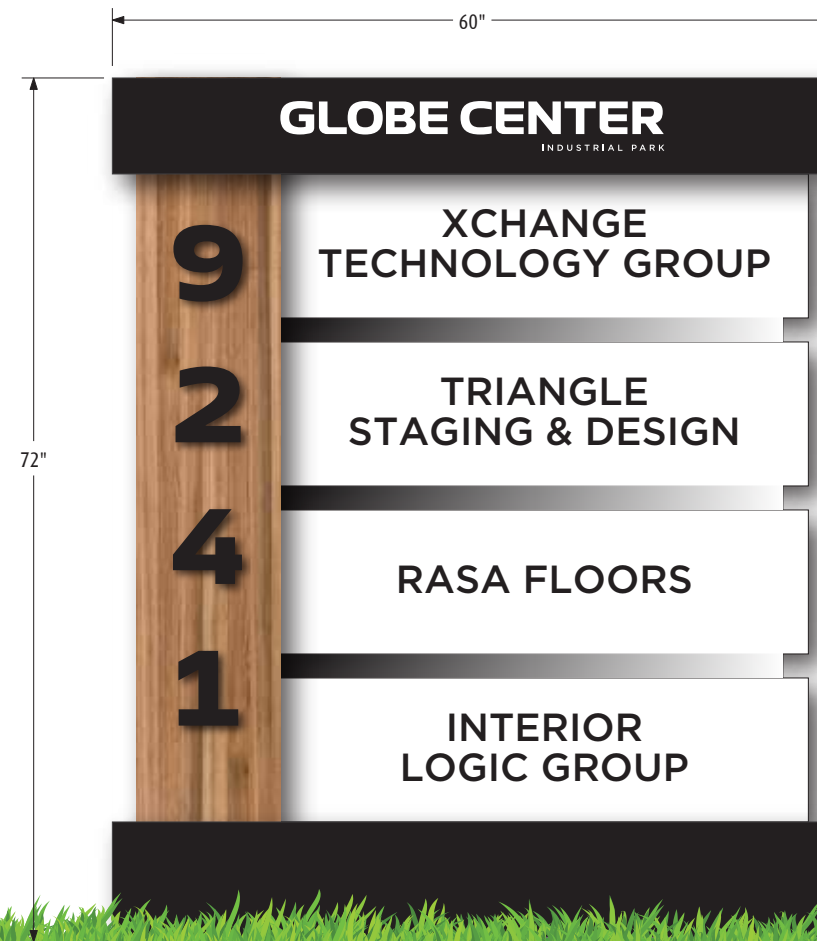 60"
GLOBE CENTER
INDUSTRIAL PARK
72"
9
2
4
1
XCHANGE
TECHNOLOGY GROUP
TRIANGLE
STAGING & DESIGN
RASA FLOORS
INTERIOR
LOGIC GROUP